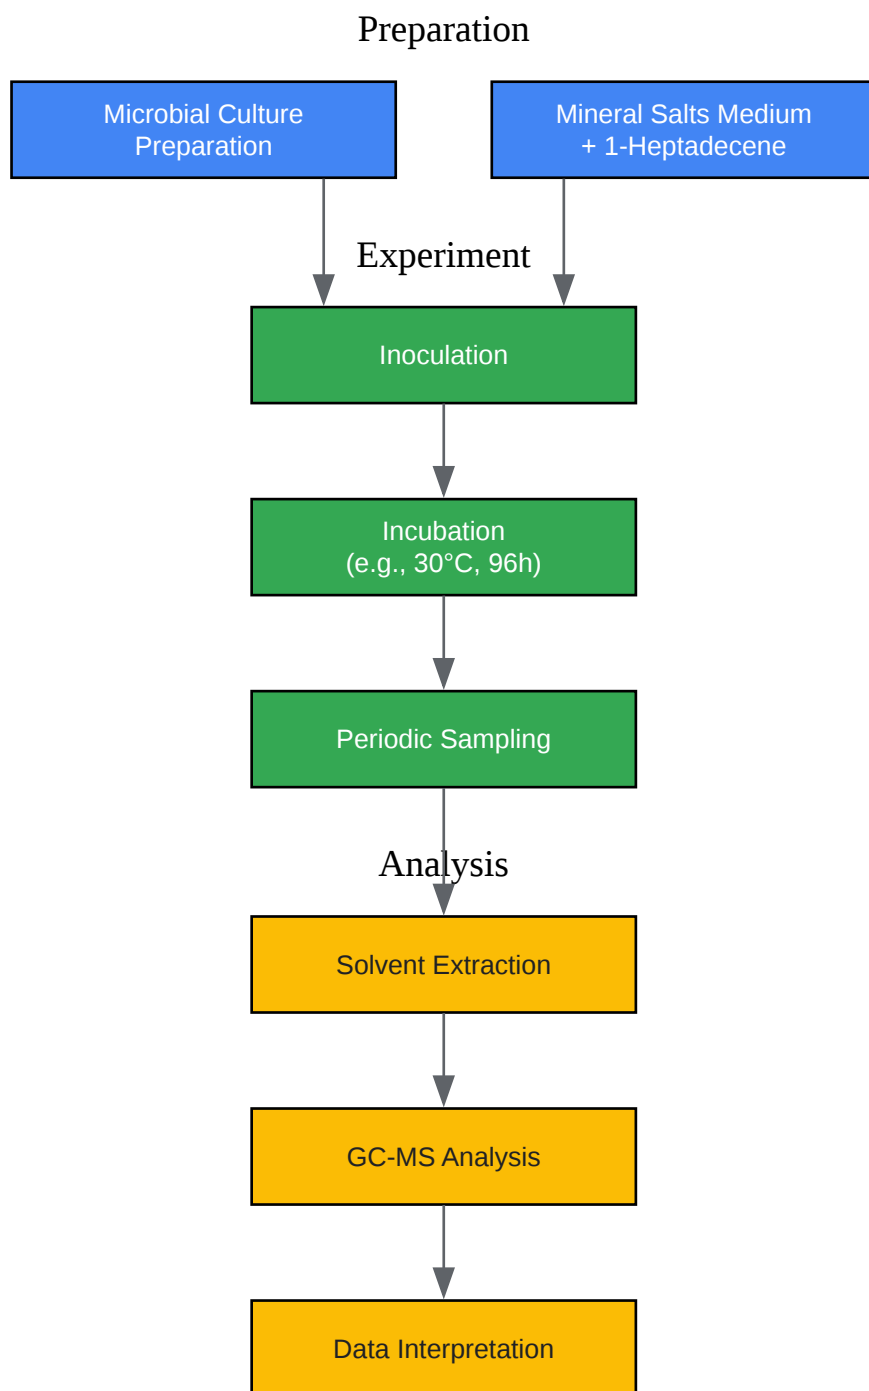 Preparation
Microbial Culture
Preparation
Mineral Salts Medium
+ 1-Heptadecene
Experiment
Inoculation
Incubation
(e.g., 30°C, 96h)
Periodic Sampling
Analysis
Solvent Extraction
GC-MS Analysis
Data Interpretation